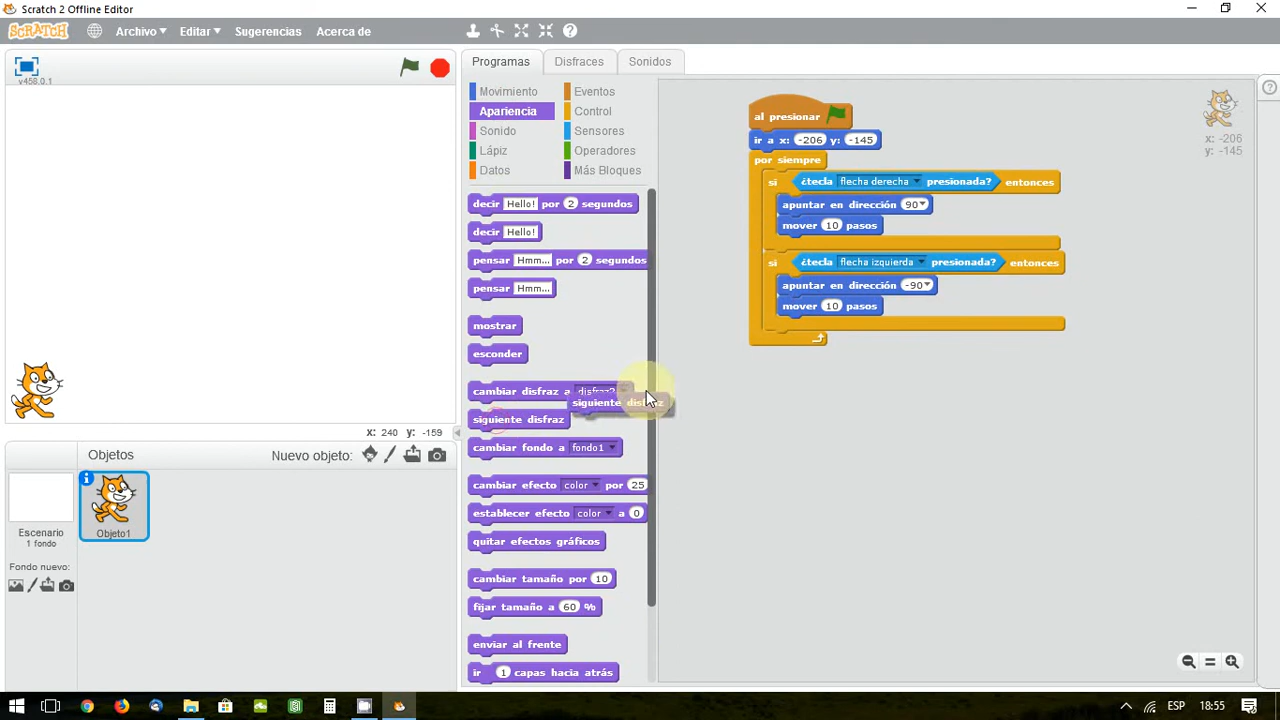 Scratch 2 Offline Editor
SCRATCH
Archivo
Editar
Sugerencias
Acerca de
v458.0.1
Programas
Disfraces
Sonidos
Movimiento
Eventos
Apariencia
Control
Sonido
Sensores
Lápiz
Operadores
Datos
Más Bloques
decir Hello! por 2 segundos
decir Hello!
pensar Hmm... por 2 segundos
pensar Hmm...
mostrar
esconder
cambiar disfraz a disfraz2
siguiente disfraz
siguiente disfraz
cambiar fondo a fondo1
cambiar efecto color por 25
establecer efecto color a 0
quitar efectos gráficos
cambiar tamaño por 10
fijar tamaño a 60 %
enviar al frente
ir 1 capas hacia atrás
al presionar
ir a x: -206 y: -145
por siempre
si ¿tecla flecha derecha presionada? entonces
apuntar en dirección 90
mover 10 pasos
si ¿tecla flecha izquierda presionada? entonces
apuntar en dirección -90
mover 10 pasos
x: -206
y: -145
x: 240 y: -159
Objetos
Nuevo objeto:
Escenario
1 fondo
Fondo nuevo:
Objeto1
ESP
18:55